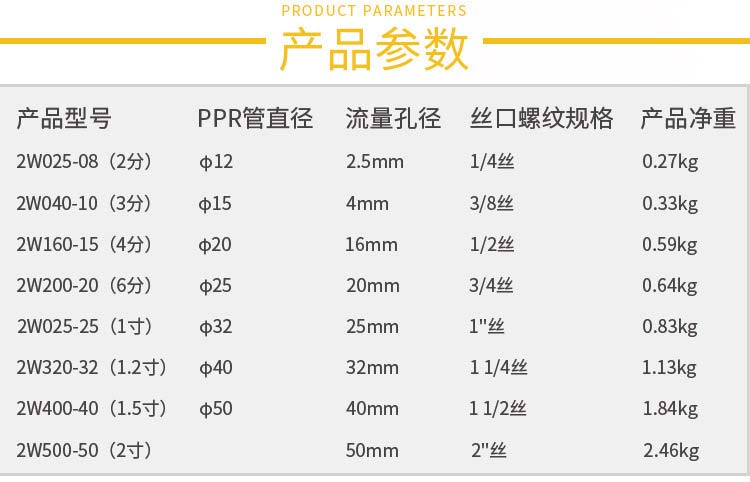 PRODUCT PARAMETERS
产品参数
产品型号 PPR管直径 流量孔径 丝口螺纹规格 产品净重
2W025-08（2分） φ12 2.5mm 1/4丝 0.27kg
2W040-10（3分） φ15 4mm 3/8丝 0.33kg
2W160-15（4分） φ20 16mm 1/2丝 0.59kg
2W200-20（6分） φ25 20mm 3/4丝 0.64kg
2W025-25（1寸） φ32 25mm 1"丝 0.83kg
2W320-32（1.2寸） φ40 32mm 1 1/4丝 1.13kg
2W400-40（1.5寸） φ50 40mm 1 1/2丝 1.84kg
2W500-50（2寸） 50mm 2"丝 2.46kg